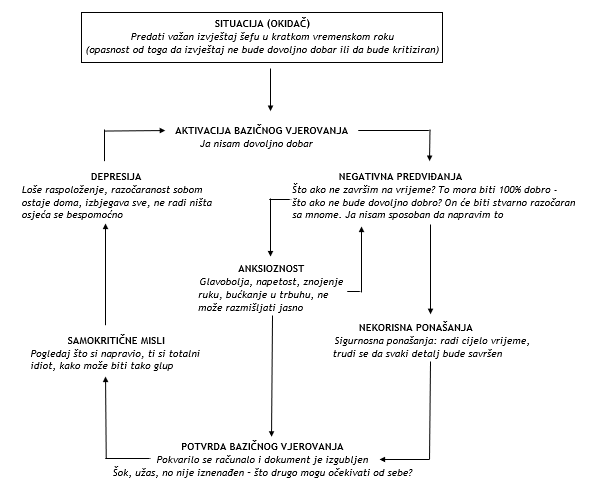 SITUACIJA (OKIDAČ)
Predati važan izvještaj šefu u kratkom vremenskom roku
(opasnost od toga da izvještaj ne bude dovoljno dobar ili da bude kritiziran)
AKTIVACIJA BAZIČNOG VJEROVANJA
Ja nisam dovoljno dobar
DEPRESIJA
Loše raspoloženje, razočaranost sobom
ostaje doma, izbjegava sve, ne radi ništa
osjeća se bespomoćno
NEGATIVNA PREDVIĐANJA
Što ako ne završim na vrijeme? To mora biti 100% dobro -
što ako ne bude dovoljno dobro? On će biti stvarno razočaran
sa mnome. Ja nisam sposoban da napravim to
ANKSIOZNOST
Glavobolja, napetost, znojenje
ruku, bućkanje u trbuhu, ne
može razmišljati jasno
NEKORISNA PONAŠANJA
Sigurnosna ponašanja: radi cijelo vrijeme,
trudi se da svaki detalj bude savršen
SAMOKRITIČNE MISLI
Pogledaj što si napravio, ti si totalni
idiot, kako može biti tako glup
POTVRDA BAZIČNOG VJEROVANJA
Pokvarilo se računalo i dokument je izgubljen
Šok, užas, no nije iznenađen – što drugo mogu očekivati od sebe?